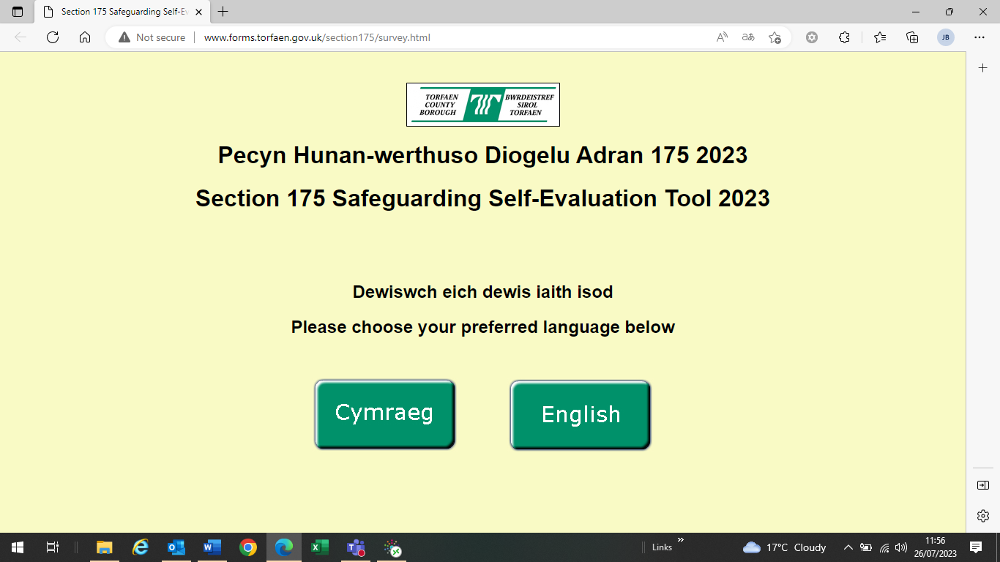 Section 175 Safeguarding Self-Ev
Not secure
www.forms.torfaen.gov.uk/section175/survey.html
JB
TORFAEN COUNTY BOROUGH
BWRDEISTREF SIROL TORFAEN
Pecyn Hunan-werthuso Diogelu Adran 175 2023
Section 175 Safeguarding Self-Evaluation Tool 2023
Dewiswch eich dewis iaith isod
Please choose your preferred language below
Cymraeg
English
Links
17°C Cloudy
11:56
26/07/2023